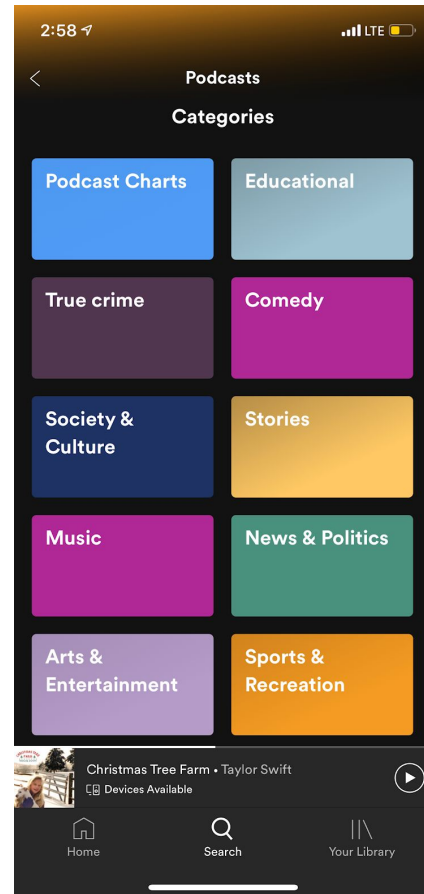 2:58 LTE
Podcasts
Categories
Podcast Charts
Educational
True crime
Comedy
Society &
Culture
Stories
Music
News & Politics
Arts &
Entertainment
Sports &
Recreation
Christmas Tree Farm • Taylor Swift
Devices Available
Home
Search
Your Library